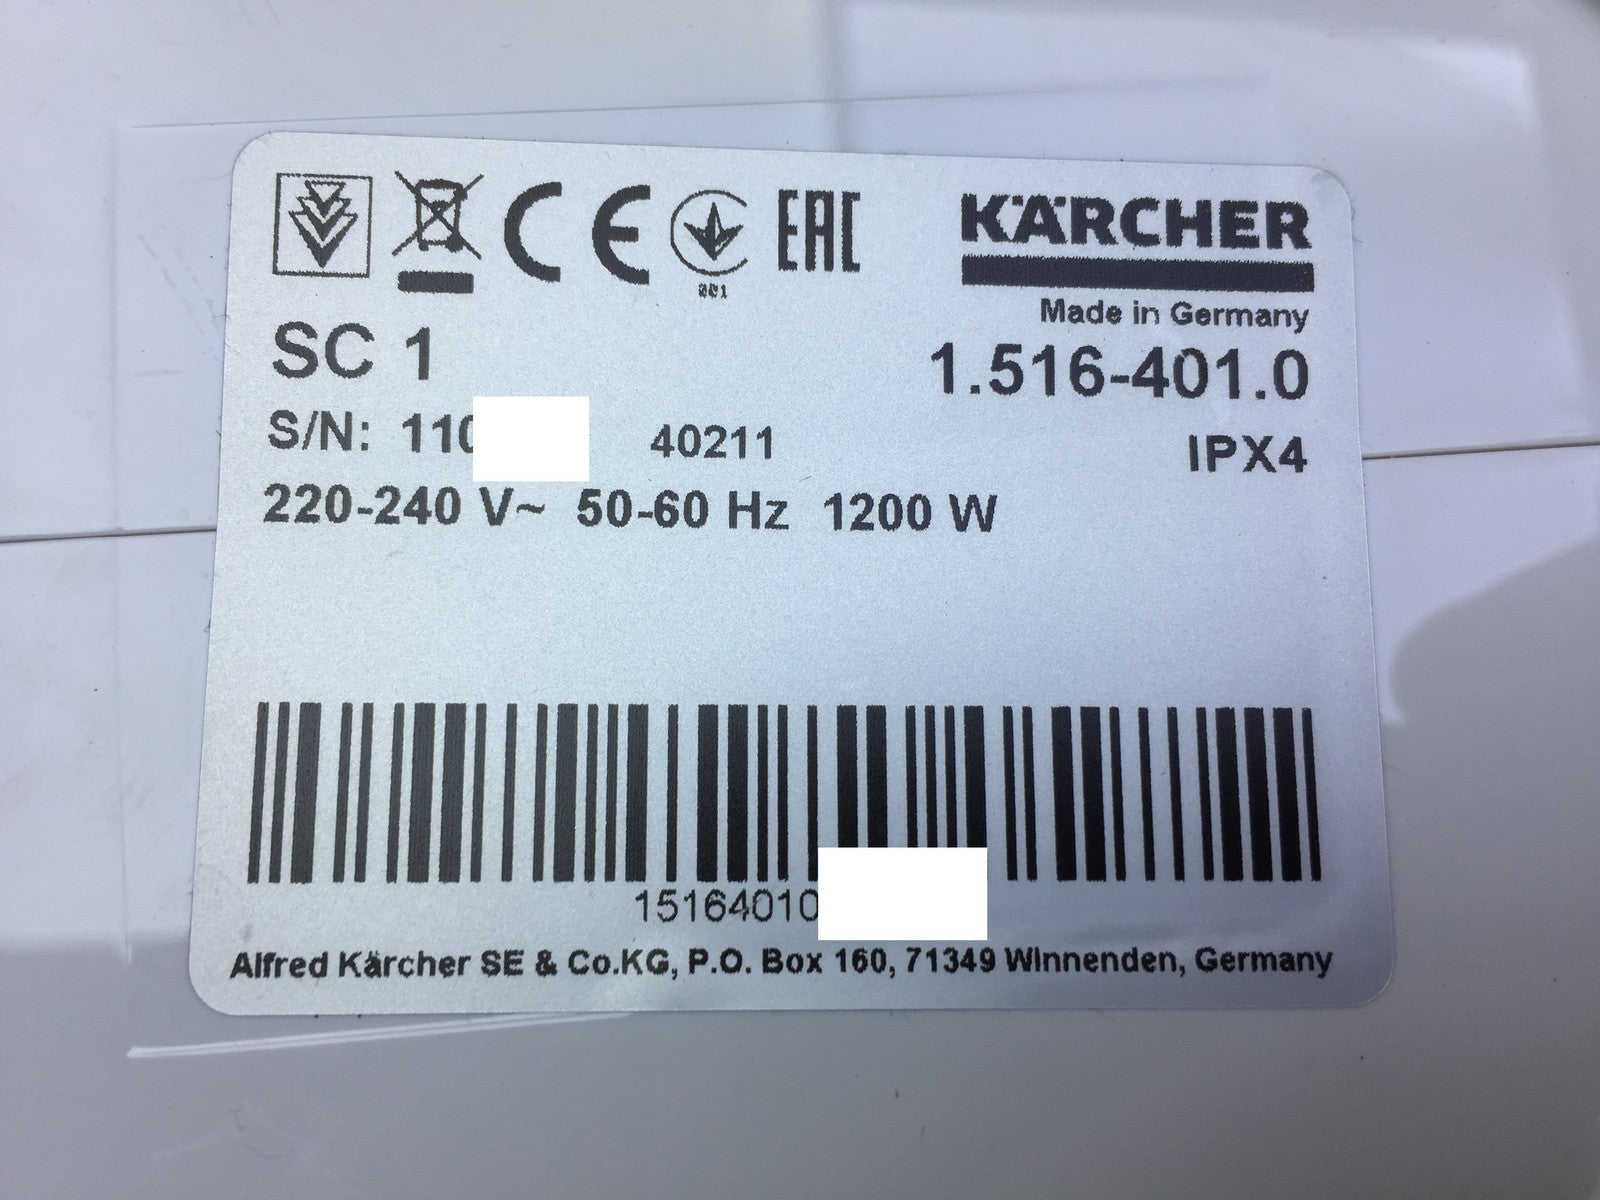 CE EAC KÄRCHER
001
Made in Germany
SC 1 1.516-401.0
S/N: 110 40211 IPX4
220-240 V~ 50-60 Hz 1200 W
15164010
Alfred Kärcher SE & Co.KG, P.O. Box 160, 71349 Winnenden, Germany